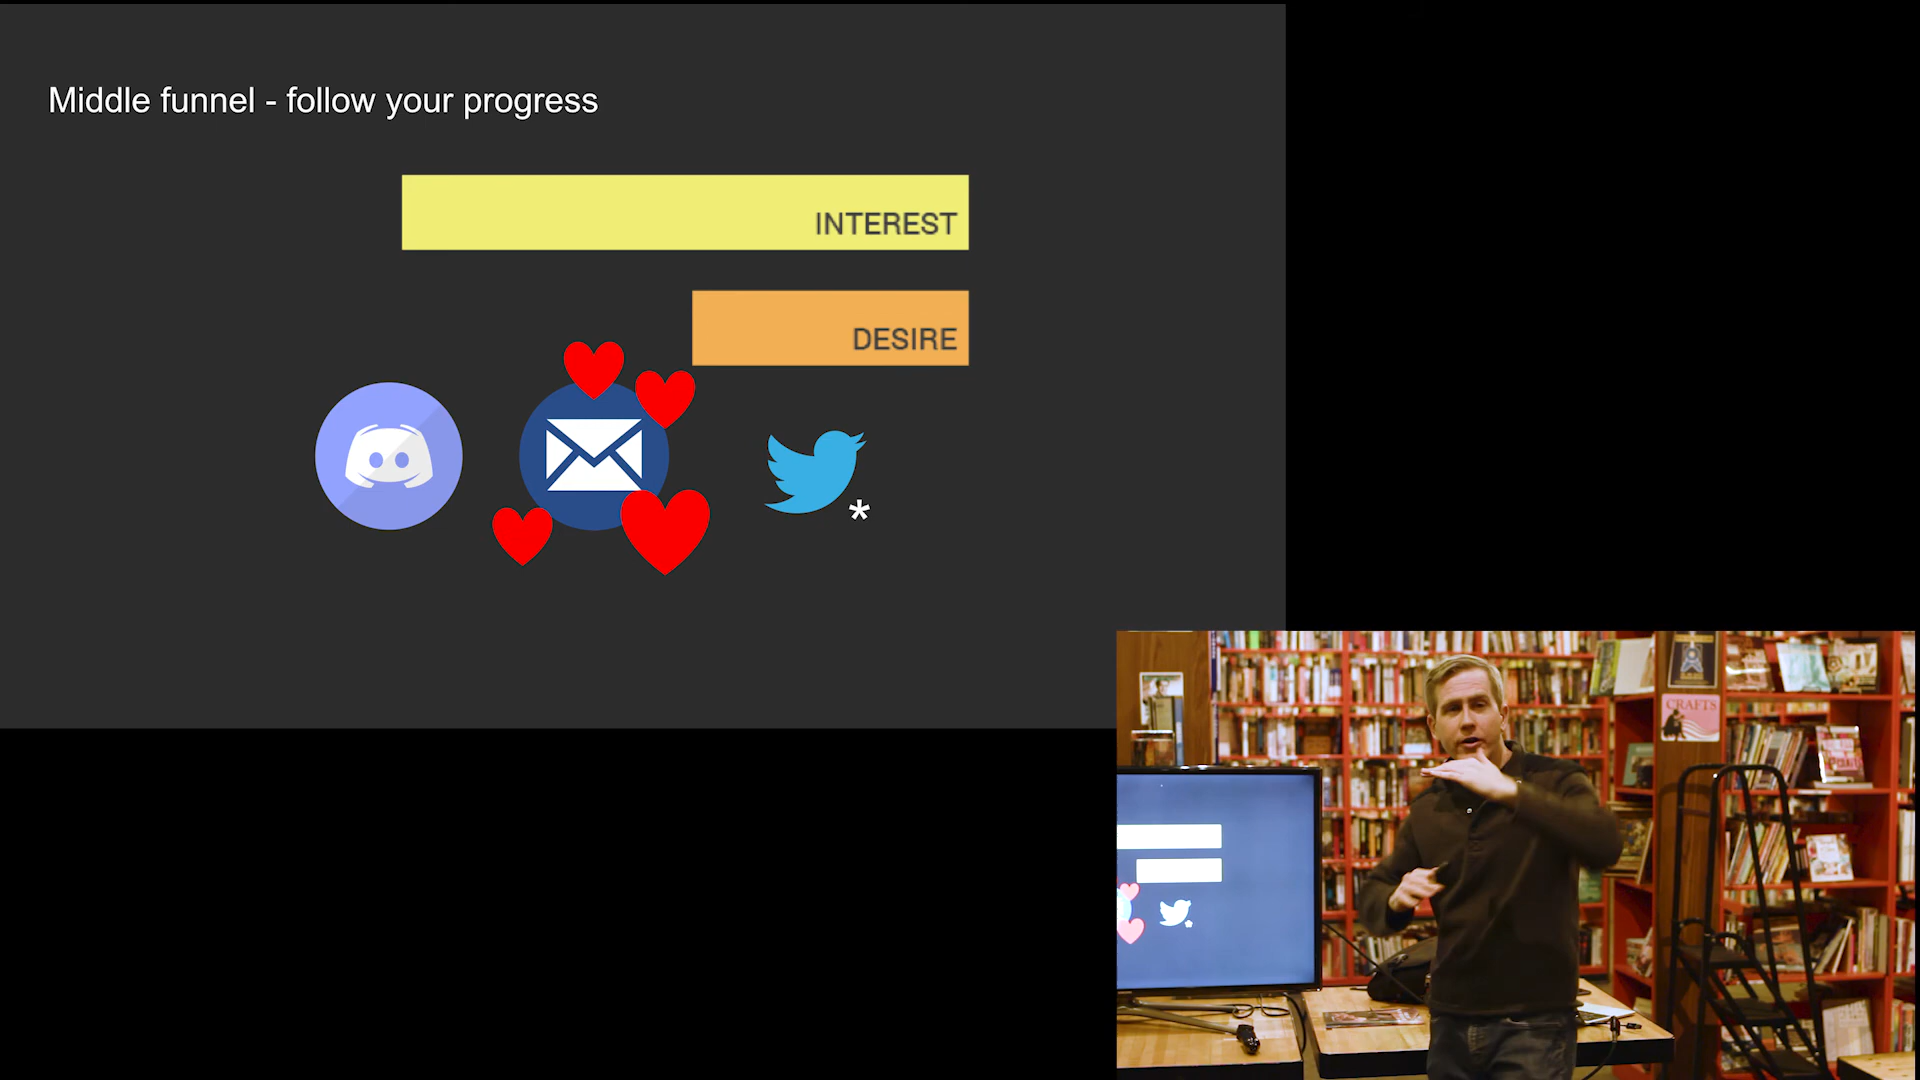 Middle funnel - follow your progress
INTEREST
DESIRE
*
CRAFTS